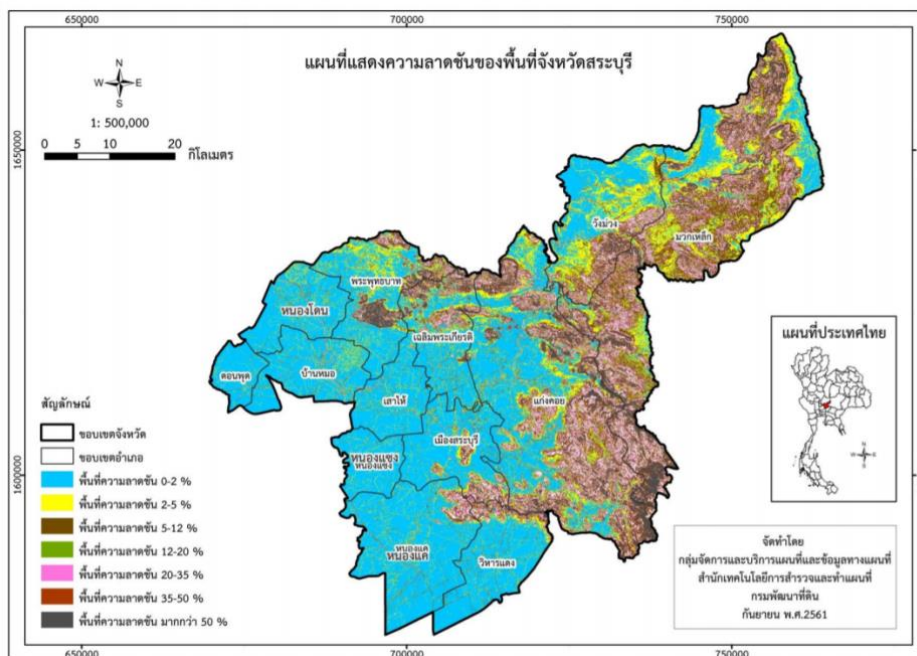 650000 700000 750000
แผนที่แสดงความลาดชันของพื้นที่จังหวัดสระบุรี
N
W E
S
1: 500,000
0 5 10 20 กิโลเมตร
1650000
1650000
วังม่วง
มวกเหล็ก
พระพุทธบาท
หนองโดน
เฉลิมพระเกียรติ
ดอนพุด
บ้านหมอ
เสาไห้
แก่งคอย
เมืองสระบุรี
หนองแซง
หนองแซง
หนองแค
หนองแค
วิหารแดง
แผนที่ประเทศไทย
N
W E
S
สัญลักษณ์
ขอบเขตจังหวัด
ขอบเขตอำเภอ
พื้นที่ความลาดชัน 0-2 %
พื้นที่ความลาดชัน 2-5 %
พื้นที่ความลาดชัน 5-12 %
พื้นที่ความลาดชัน 12-20 %
พื้นที่ความลาดชัน 20-35 %
พื้นที่ความลาดชัน 35-50 %
พื้นที่ความลาดชัน มากกว่า 50 %
1600000
1600000
จัดทำโดย
กลุ่มจัดการและบริการแผนที่และข้อมูลทางแผนที่
สำนักเทคโนโลยีการสำรวจและทำแผนที่
กรมพัฒนาที่ดิน
กันยายน พ.ศ.2561
650000 700000 750000